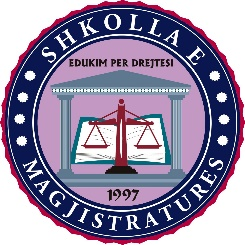 SHKOLLA E
EDUKIM PER DREJTESI
1997
MAGJISTRATURES